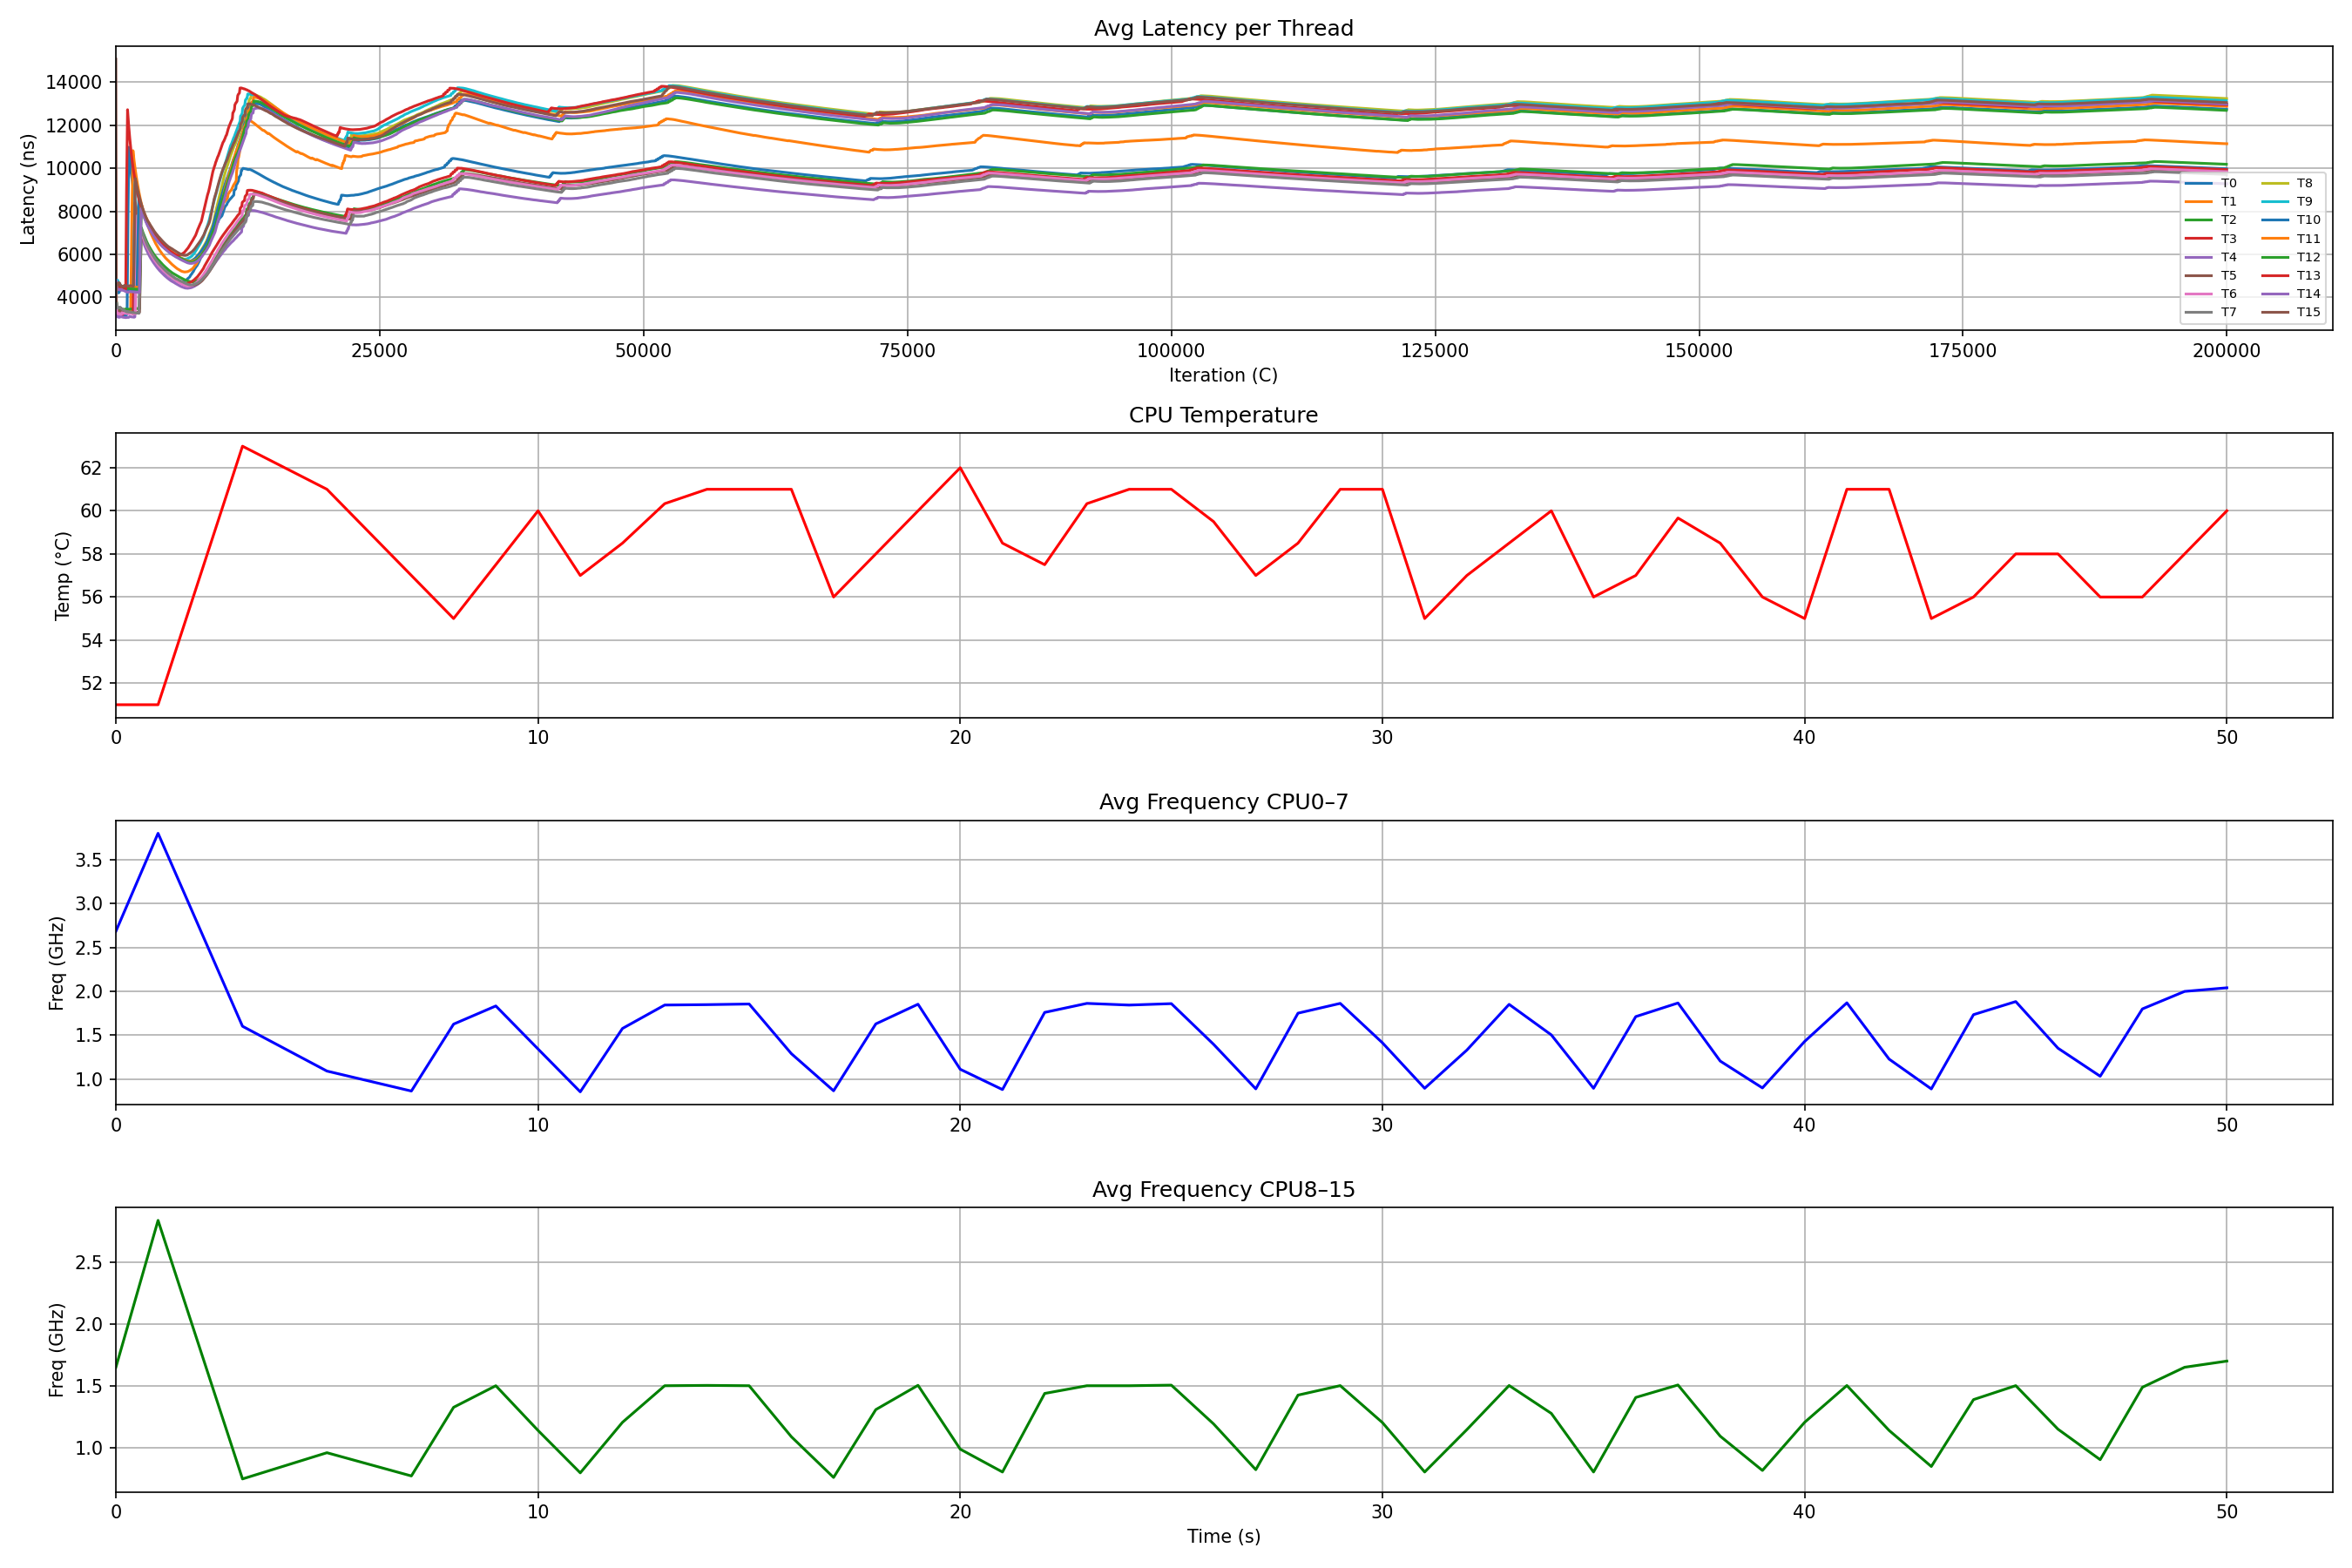 Avg Latency per Thread
Latency (ns)
14000
12000
10000
8000
6000
4000
T0 T8
T1 T9
T2 T10
T3 T11
T4 T12
T5 T13
T6 T14
T7 T15
0 25000 50000 75000 100000 125000 150000 175000 200000
Iteration (C)
CPU Temperature
Temp (°C)
62
60
58
56
54
52
0 10 20 30 40 50
Avg Frequency CPU0–7
Freq (GHz)
3.5
3.0
2.5
2.0
1.5
1.0
0 10 20 30 40 50
Avg Frequency CPU8–15
Freq (GHz)
2.5
2.0
1.5
1.0
0 10 20 30 40 50
Time (s)